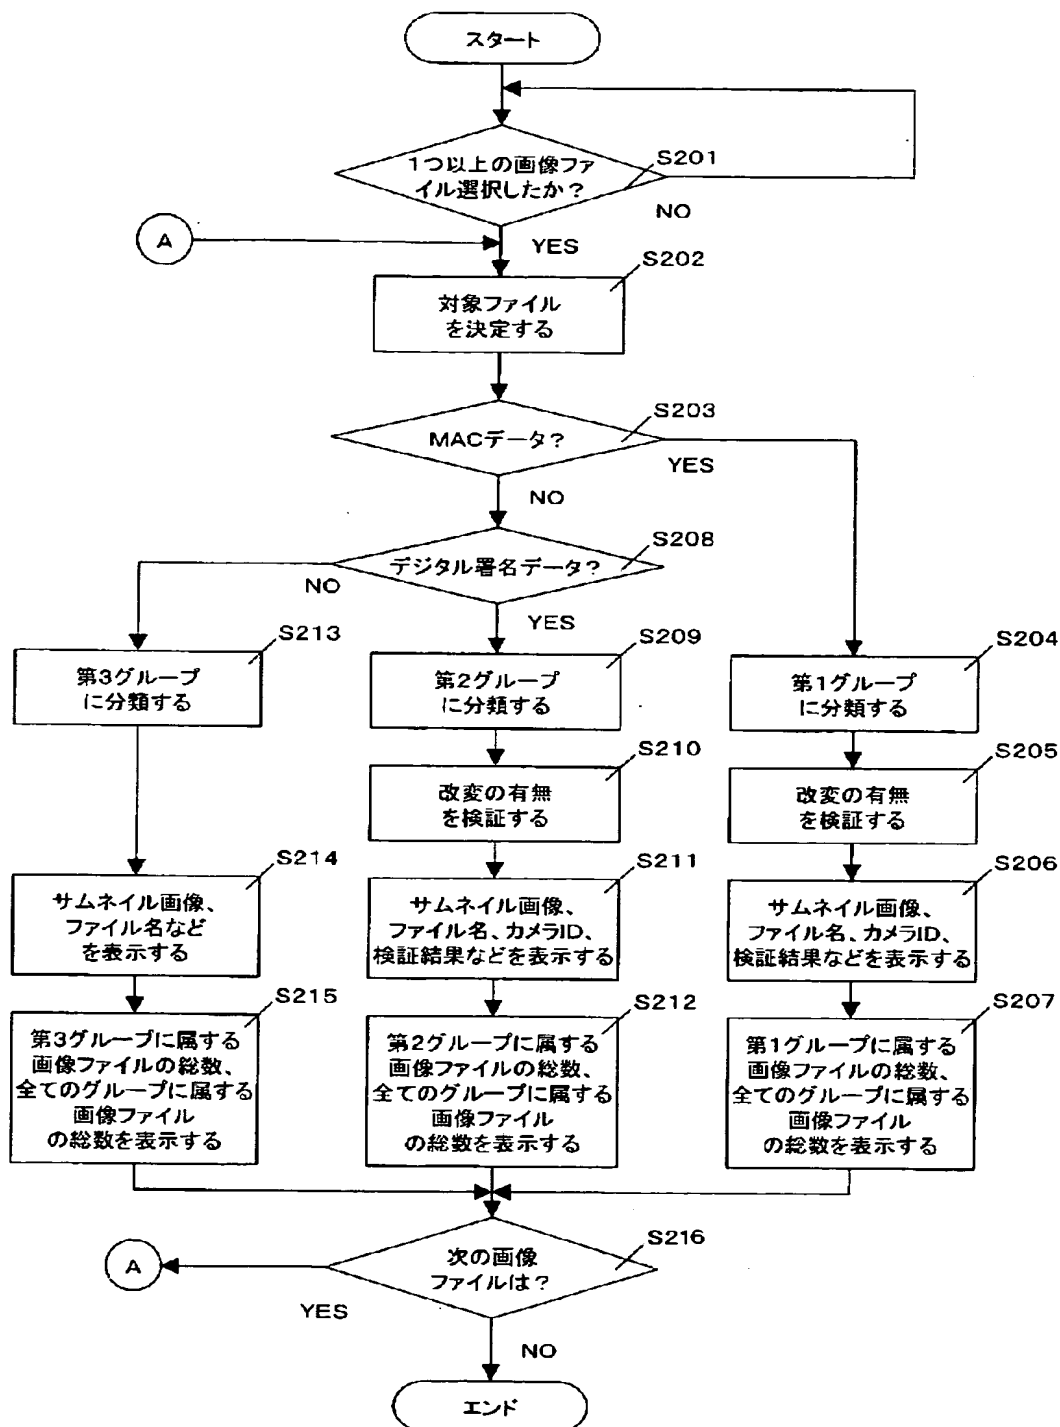 スタート
1つ以上の画像ファ
イル選択したか?
S201
NO
A
YES
S202
対象ファイル
を決定する
S203
MACデータ?
YES
NO
S208
デジタル署名データ?
NO
YES
S213
第3グループ
に分類する
S209
第2グループ
に分類する
S204
第1グループ
に分類する
S210
改変の有無
を検証する
S205
改変の有無
を検証する
S214
サムネイル画像、
ファイル名など
を表示する
S211
サムネイル画像、
ファイル名、カメラID、
検証結果などを表示する
S206
サムネイル画像、
ファイル名、カメラID、
検証結果などを表示する
S215
第3グループに属する
画像ファイルの総数、
全てのグループに属する
画像ファイル
の総数を表示する
S212
第2グループに属する
画像ファイルの総数、
全てのグループに属する
画像ファイル
の総数を表示する
S207
第1グループに属する
画像ファイルの総数、
全てのグループに属する
画像ファイル
の総数を表示する
S216
次の画像
ファイルは?
A
YES
NO
エンド